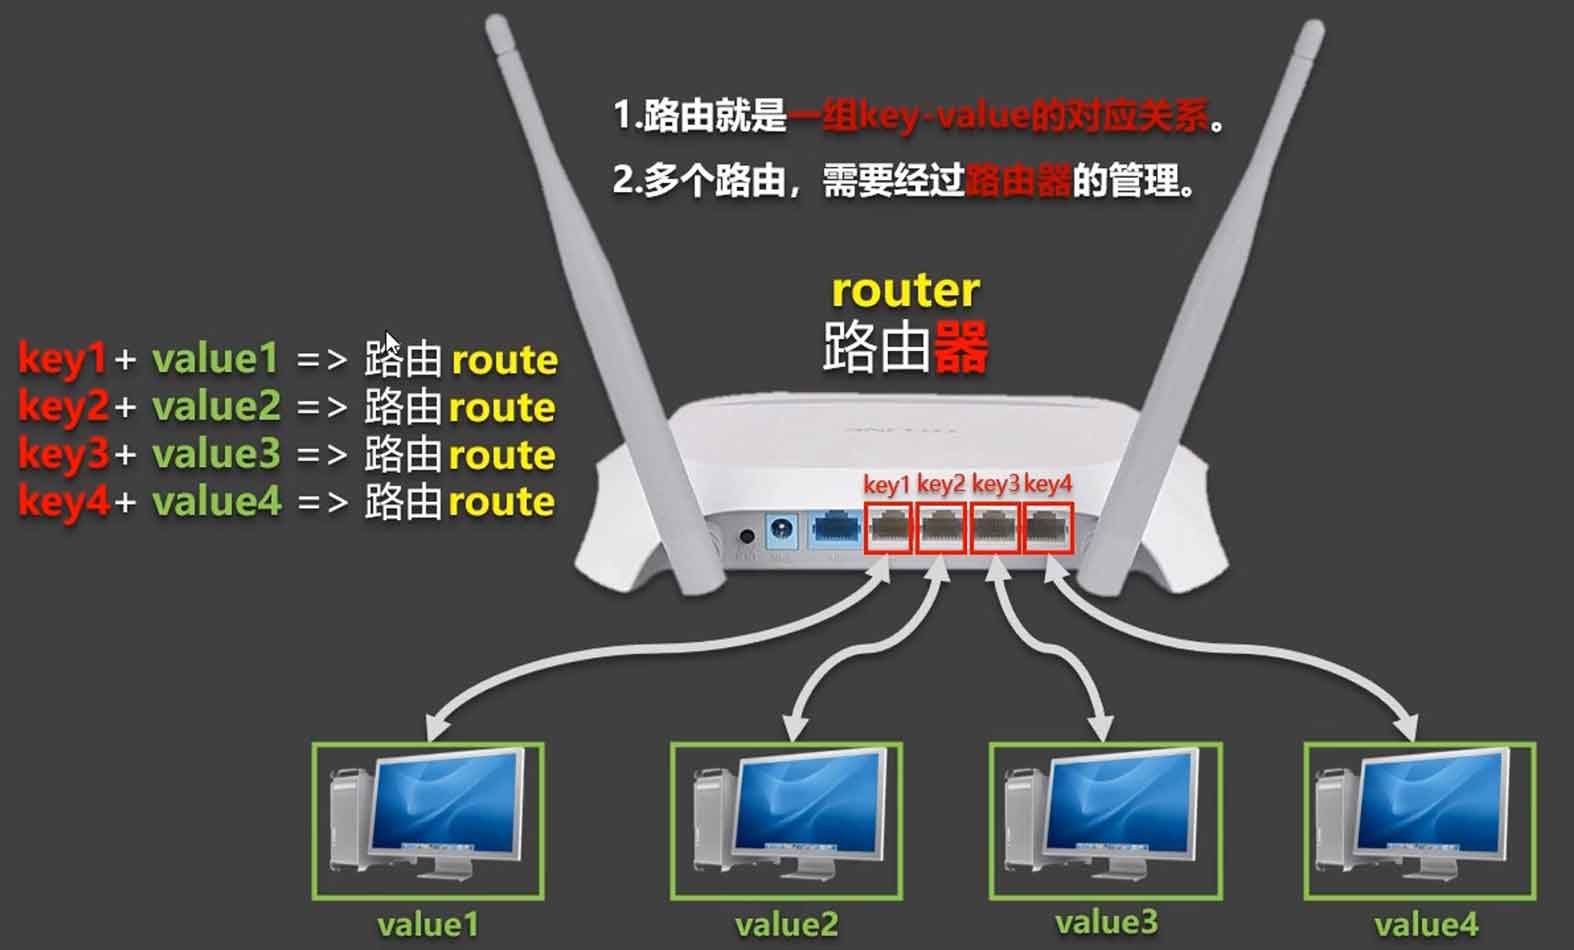 1.路由就是一组key-value的对应关系。
2.多个路由，需要经过路由器的管理。
router
路由器
key1+ value1 => 路由 route
key2+ value2 => 路由 route
key3+ value3 => 路由 route
key4+ value4 => 路由 route
key1 key2 key3 key4
value1 value2 value3 value4